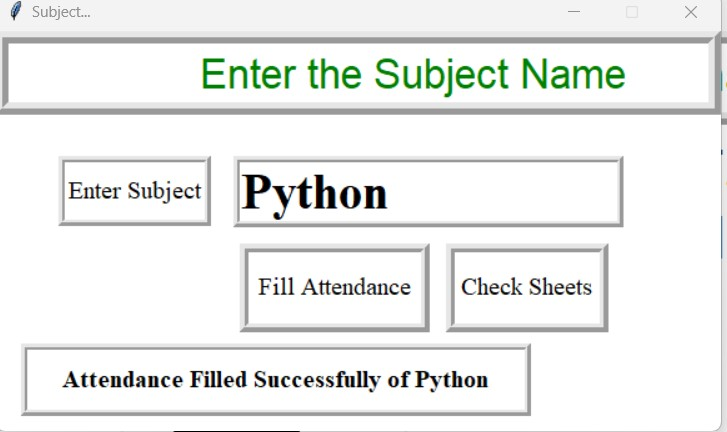 Subject...
Enter the Subject Name
Enter Subject
Python
Fill Attendance
Check Sheets
Attendance Filled Successfully of Python